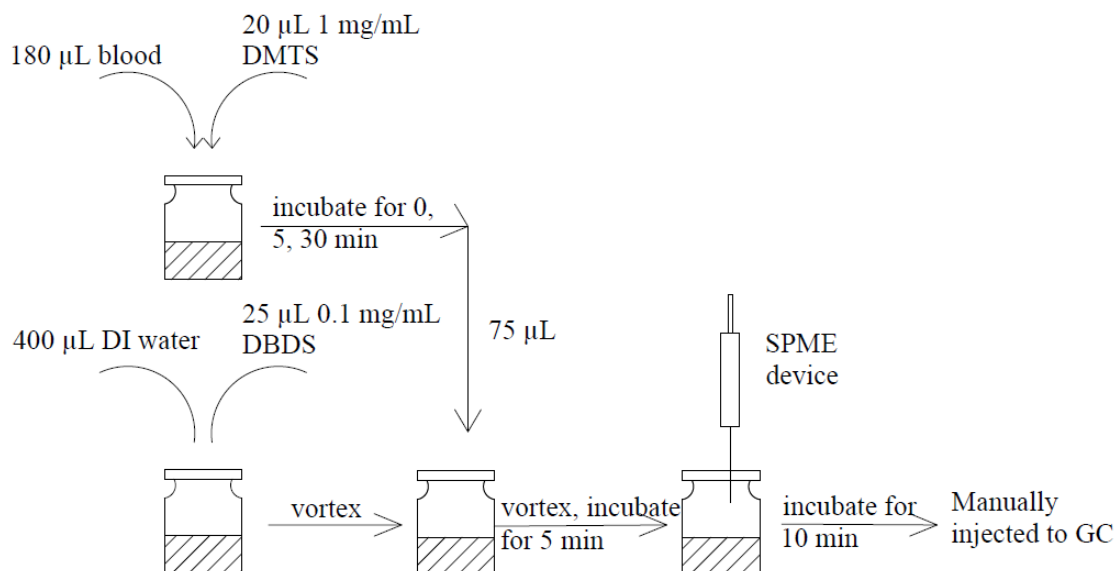 180 µL blood
20 µL 1 mg/mL
DMTS
incubate for 0,
5, 30 min
400 µL DI water
25 µL 0.1 mg/mL
DBDS
75 µL
SPME
device
vortex
vortex, incubate
for 5 min
incubate for
10 min
Manually
injected to GC